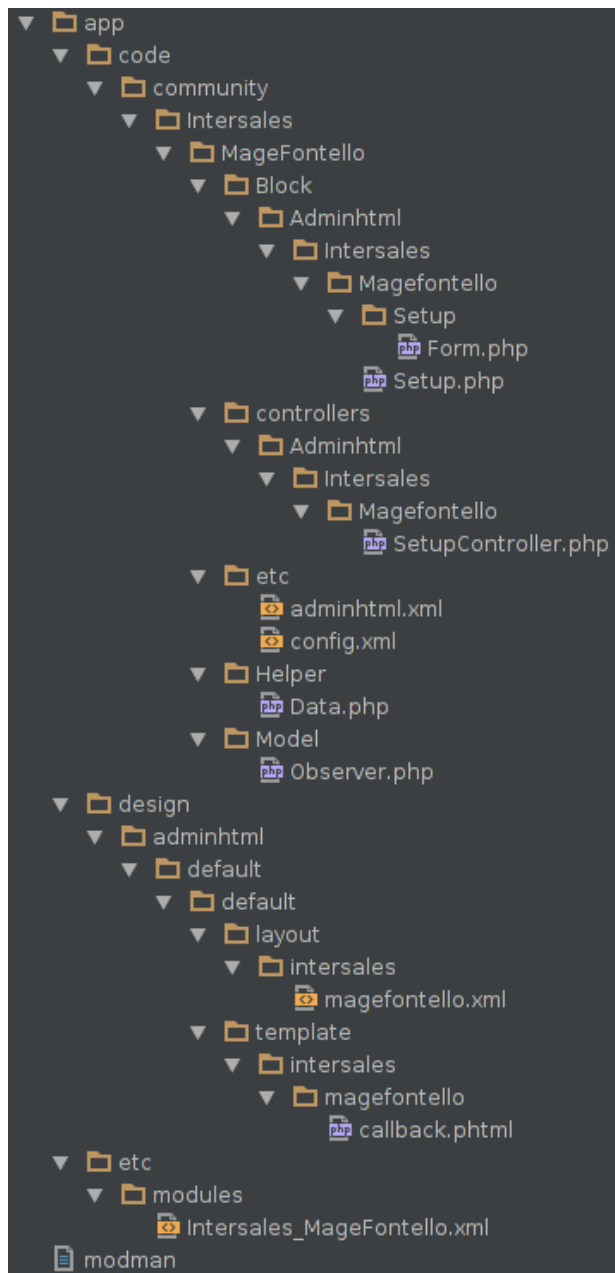 app
code
community
Intersales
MageFontello
Block
Adminhtml
Intersales
Magefontello
Setup
Form.php
Setup.php
controllers
Adminhtml
Intersales
Magefontello
SetupController.php
etc
adminhtml.xml
config.xml
Helper
Data.php
Model
Observer.php
design
adminhtml
default
default
layout
intersales
magefontello.xml
template
intersales
magefontello
callback.phtml
etc
modules
Intersales_MageFontello.xml
modman